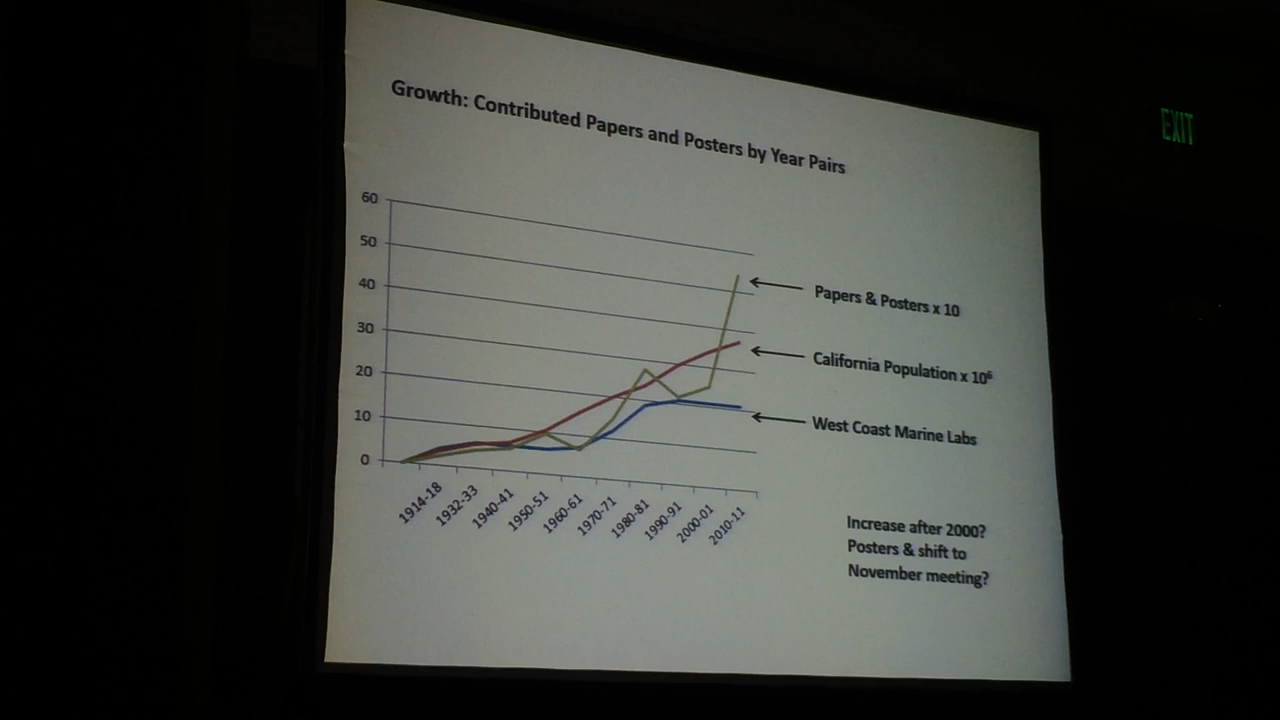 EXIT
Growth: Contributed Papers and Posters by Year Pairs
60
50
40
30
20
10
0
1914-18
1932-33
1940-41
1950-51
1960-61
1970-71
1980-81
1990-91
2000-01
2010-11
Papers & Posters x 10
California Population x 10⁶
West Coast Marine Labs
Increase after 2000?
Posters & shift to
November meeting?